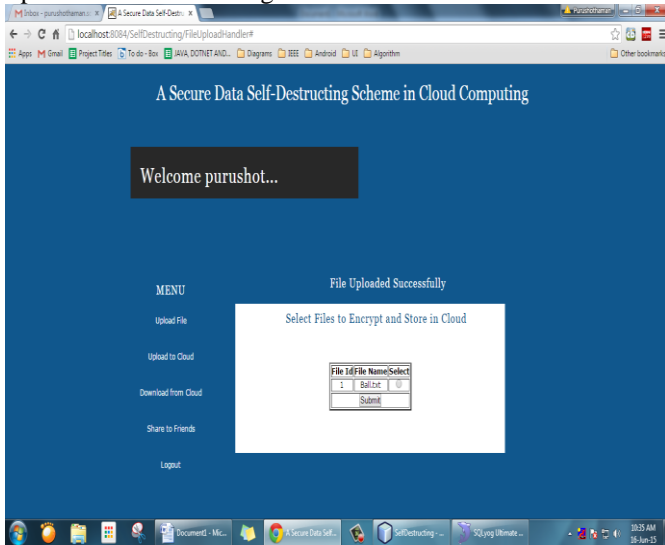 Inbox - purushothaman.s
A Secure Data Self-Destru
Purushothaman
localhost:8084/SelfDestructing/FileUploadHandler#
Apps Gmail Project Titles To do - Box JAVA, DOTNET AND... Diagrams IEEE Android UI Algorithm Other bookmarks
A Secure Data Self-Destructing Scheme in Cloud Computing
Welcome purushot...
File Uploaded Successfully
MENU
Upload File
Upload to Cloud
Download from Cloud
Share to Friends
Logout
Select Files to Encrypt and Store in Cloud
File Id File Name Select
1 Ball.txt
Submit
Document1 - Mic... A Secure Data Self... SelfDestructing - ... SQLyog Ultimate ...
10:35 AM
16-Jun-15